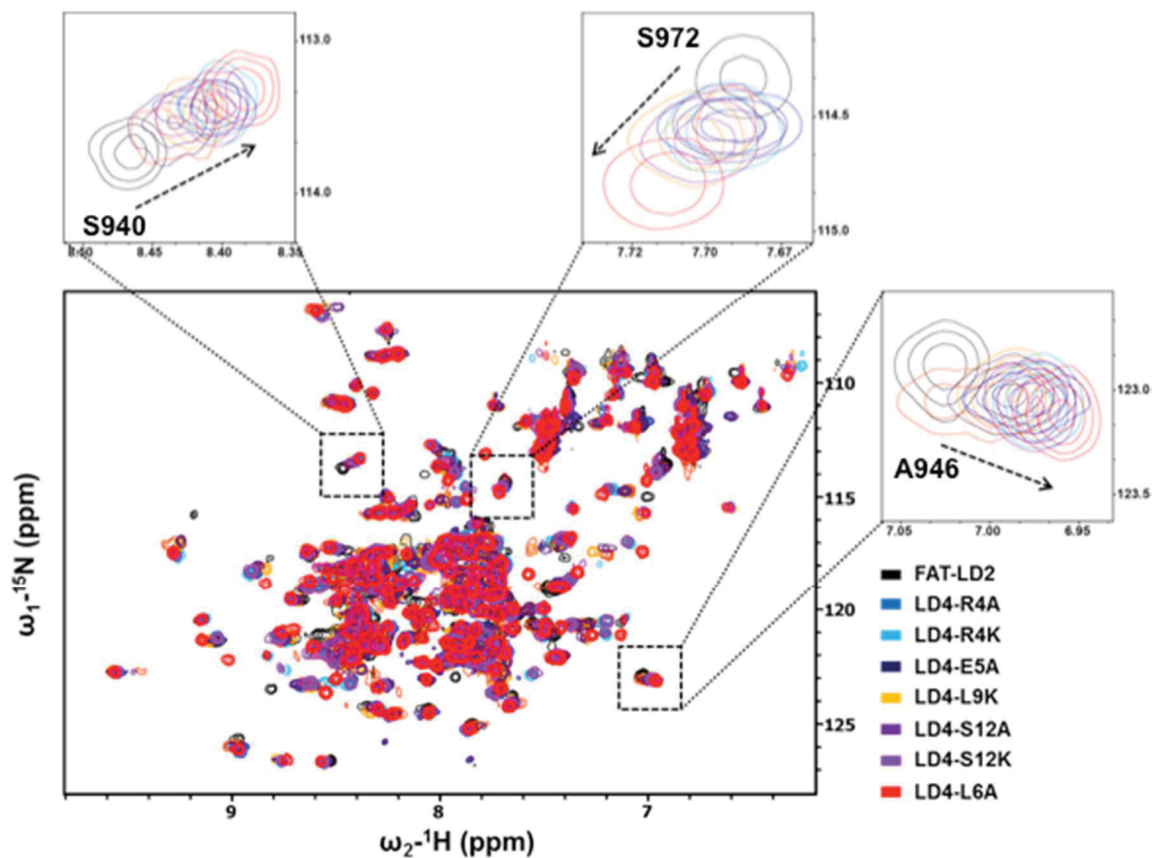 S940
113.0
114.0
8.50 8.45 8.40 8.35
S972
114.5
115.0
7.72 7.70 7.67
A946
123.0
123.5
7.05 7.00 6.95
ω1-15N (ppm)
110
115
120
125
9 8 7
ω2-1H (ppm)
FAT-LD2
LD4-R4A
LD4-R4K
LD4-E5A
LD4-L9K
LD4-S12A
LD4-S12K
LD4-L6A